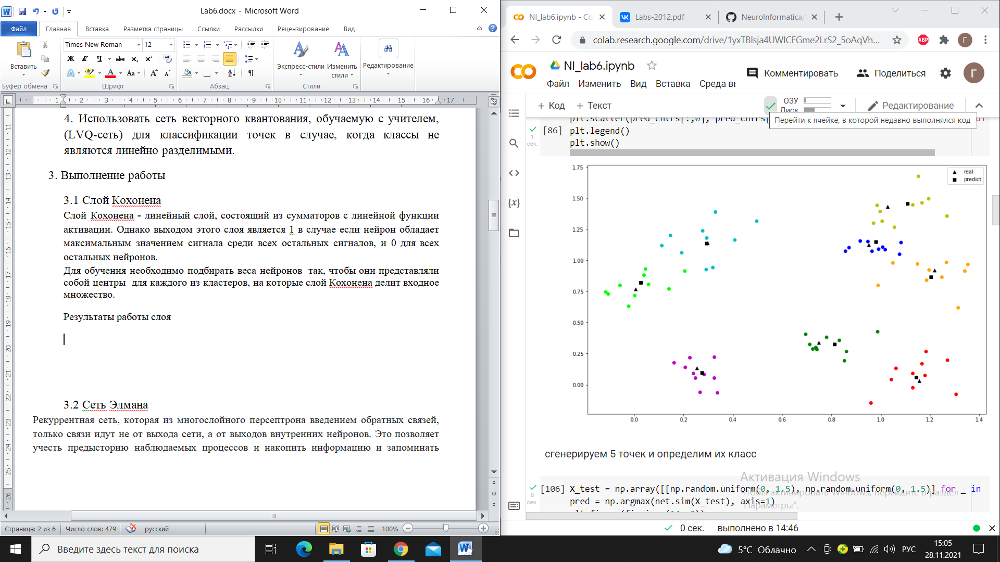 Lab6.docx - Microsoft Word
Файл
Главная
Вставка
Разметка страницы
Ссылки
Рассылки
Рецензирование
Вид
Вставить
Буфер обмена
Times New Roman
12
Ж К Ч abc x₂ x²
Aa
Шрифт
Абзац
Экспресс-стили
Изменить стили
Стили
Редактирование
4. Использовать сеть векторного квантования, обучаемую с учителем,
(LVQ-сеть) для классификации точек в случае, когда классы не
являются линейно разделимыми.
3. Выполнение работы
3.1 Слой Кохонена
Слой Кохонена - линейный слой, состоящий из сумматоров с линейной функции
активации. Однако выходом этого слоя является 1 в случае если нейрон обладает
максимальным значением сигнала среди всех остальных сигналов, и 0 для всех
остальных нейронов.
Для обучения необходимо подбирать веса нейронов так, чтобы они представляли
собой центры для каждого из кластеров, на которые слой Кохонена делит входное
множество.
Результаты работы слоя
3.2 Сеть Элмана
Рекуррентная сеть, которая из многослойного персептрона введением обратных связей,
только связи идут не от выхода сети, а от выходов внутренних нейронов. Это позволяет
учесть предысторию наблюдаемых процессов и накопить информацию и запоминать
Страница: 2 из 6
Число слов: 479
русский
100%
NI_lab6.ipynb - Co
Labs-2012.pdf
NeuroInformatica/
colab.research.google.com/drive/1yxTBlsja4UWICFGme2LrS2_5oAqVh...
ABP
Г
NI_lab6.ipynb
Комментировать
Поделиться
Г
Файл Изменить Вид Вставка Среда вы
+ Код + Текст
ОЗУ
Диск
Редактирование
Перейти к ячейке, в которой недавно выполнялся код
plt.scatter(pred_cntrs[:,0], pred_cntrs[
[86] plt.legend()
1 сек.
plt.show()
real
predict
1.75
1.50
1.25
1.00
0.75
0.50
0.25
0.00
0.0 0.2 0.4 0.6 0.8 1.0 1.2 1.4
сгенерируем 5 точек и определим их класс
Активация Windows
Чтобы активировать Windows, перейдите в раздел
"Параметры".
[106] X_test = np.array([[np.random.uniform(0, 1.5), np.random.uniform(0, 1.5)] for _ in
0 сек.
pred = np.argmax(net.sim(X_test), axis=1)
0 сек. выполнено в 14:46
Введите здесь текст для поиска
5°C Облачно
РУС
15:05
28.11.2021